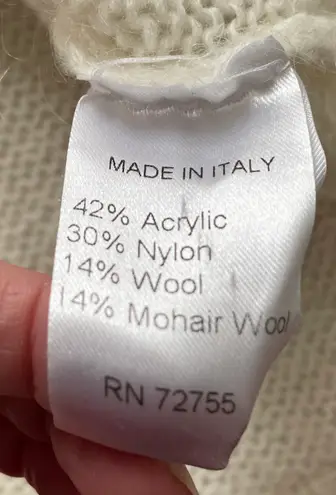 MADE IN ITALY
42% Acrylic
30% Nylon
14% Wool
14% Mohair Wool
RN 72755